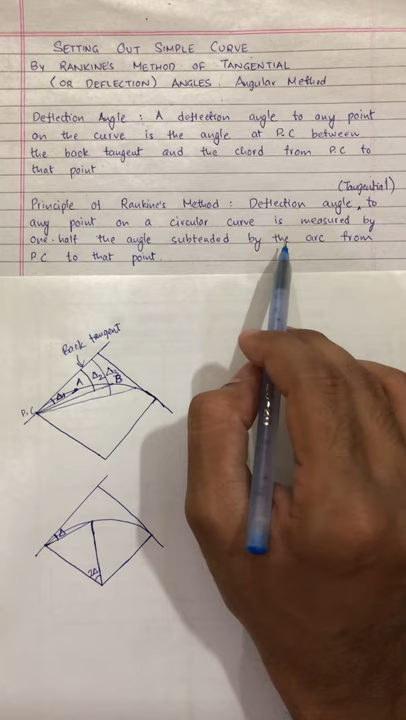 SETTING OUT SIMPLE CURVE
BY RANKINE'S METHOD OF TANGENTIAL
(OR DEFLECTION) ANGLES. Angular Method
Deflection Angle : A deflection angle to any point
on the curve is the angle at P.C between
the back tangent and the chord from P.C to
that point
(Tangential)
Principle of Rankine's Method : Deflection angle to
any point on a circular curve is measured by
one-half the angle subtended by the arc from
P.C to that point.
Back tangent
P.C
Δ1
A
Δ2
B
Δ
2Δ